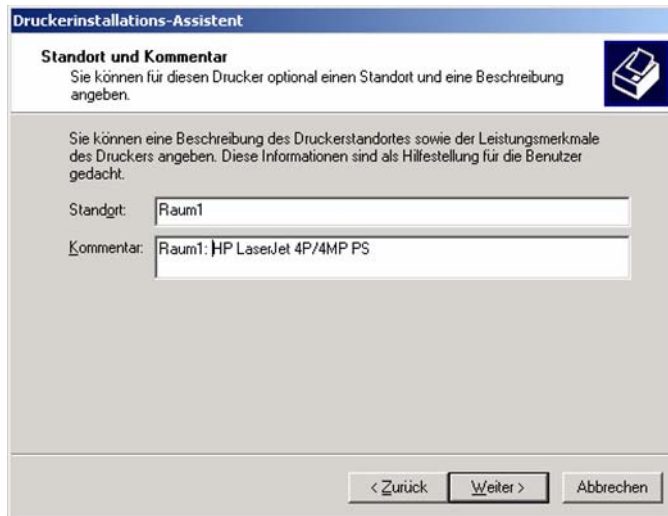 Druckerinstallations-Assistent
Standort und Kommentar
Sie können für diesen Drucker optional einen Standort und eine Beschreibung
angeben.
Sie können eine Beschreibung des Druckerstandortes sowie der Leistungsmerkmale
des Druckers angeben. Diese Informationen sind als Hilfestellung für die Benutzer
gedacht.
Standort: Raum1
Kommentar: Raum1: HP LaserJet 4P/4MP PS
< Zurück Weiter > Abbrechen